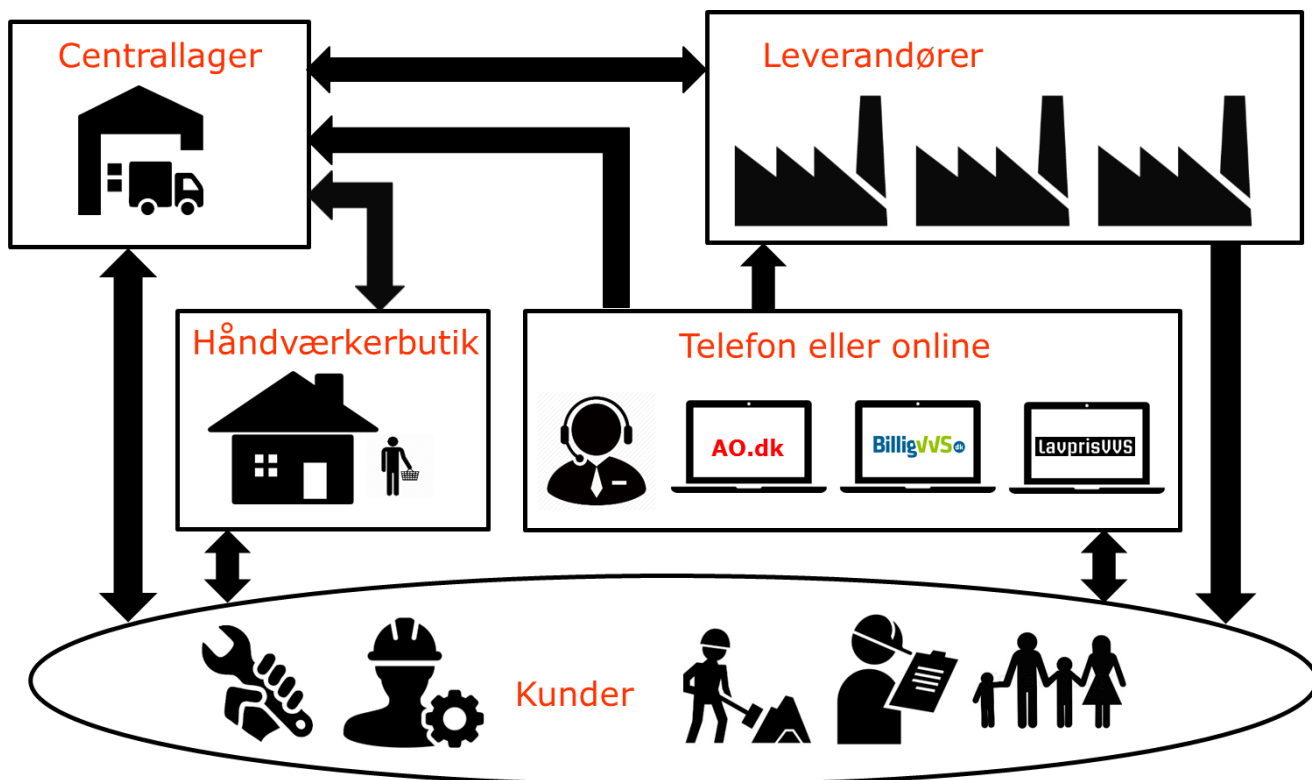 Centrallager
Leverandører
Håndværkerbutik
Telefon eller online
AO.dk
BilligVVS.dk
LavprisVVS
Kunder